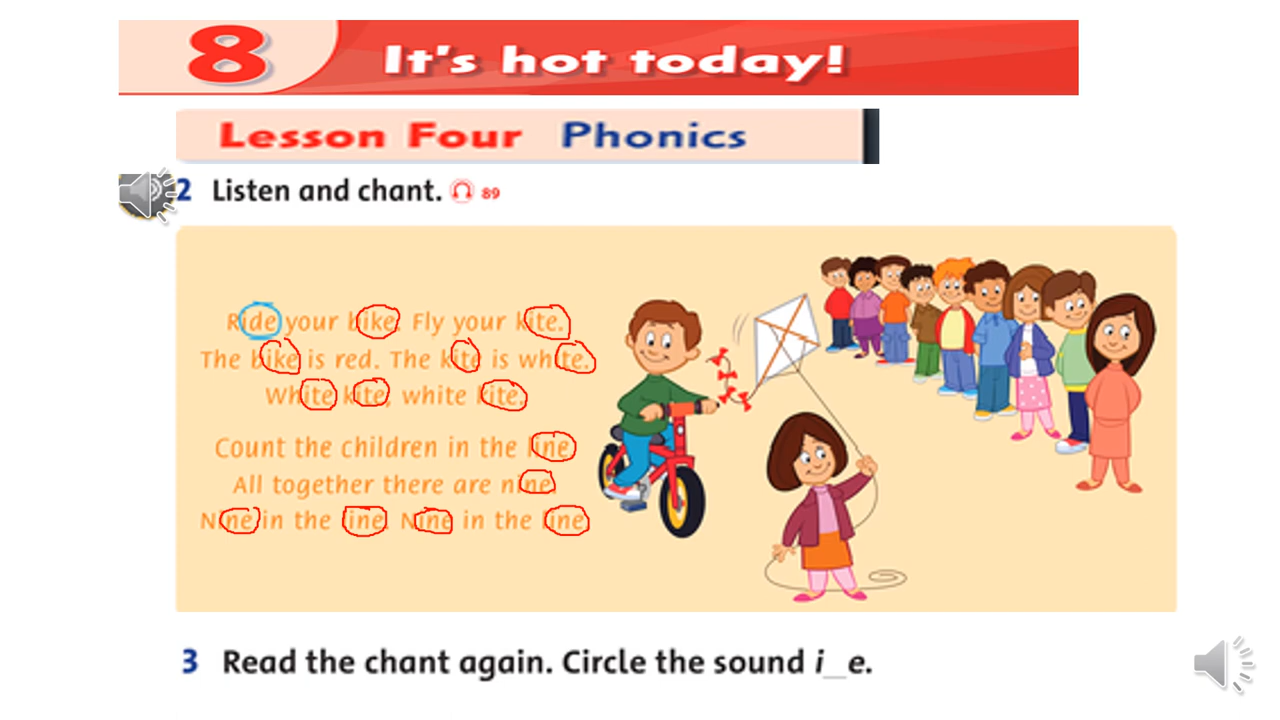 8 It's hot today!
Lesson Four Phonics
2 Listen and chant. 89
Ride your bike. Fly your kite.
The bike is red. The kite is white.
White kite, white kite.
Count the children in the line.
All together there are nine.
Nine in the line. Nine in the line.
3 Read the chant again. Circle the sound i_e.